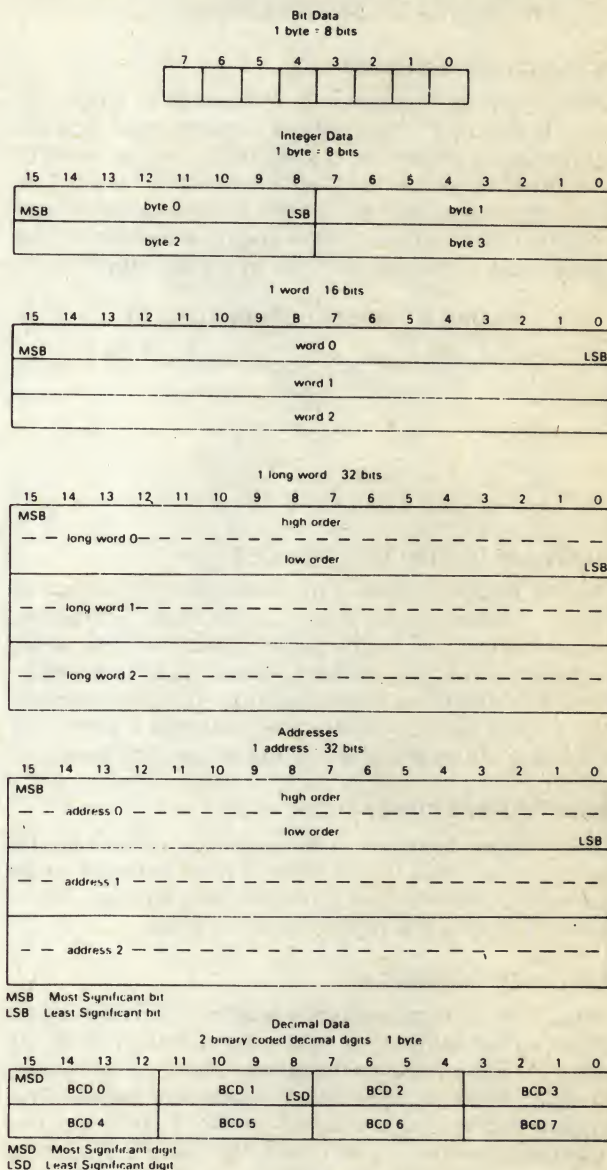 Bit Data
1 byte = 8 bits
7 6 5 4 3 2 1 0
Integer Data
1 byte = 8 bits
15 14 13 12 11 10 9 8 7 6 5 4 3 2 1 0
MSB byte 0 LSB byte 1
byte 2 byte 3
1 word 16 bits
15 14 13 12 11 10 9 8 7 6 5 4 3 2 1 0
MSB word 0 LSB
word 1
word 2
1 long word 32 bits
15 14 13 12 11 10 9 8 7 6 5 4 3 2 1 0
MSB high order
long word 0
low order LSB
long word 1
long word 2
Addresses
1 address 32 bits
15 14 13 12 11 10 9 8 7 6 5 4 3 2 1 0
MSB high order
address 0
low order LSB
address 1
address 2
MSB Most Significant bit
LSB Least Significant bit
Decimal Data
2 binary coded decimal digits 1 byte
15 14 13 12 11 10 9 8 7 6 5 4 3 2 1 0
MSD BCD 0 BCD 1 LSD BCD 2 BCD 3
BCD 4 BCD 5 BCD 6 BCD 7
MSD Most Significant digit
LSD Least Significant digit